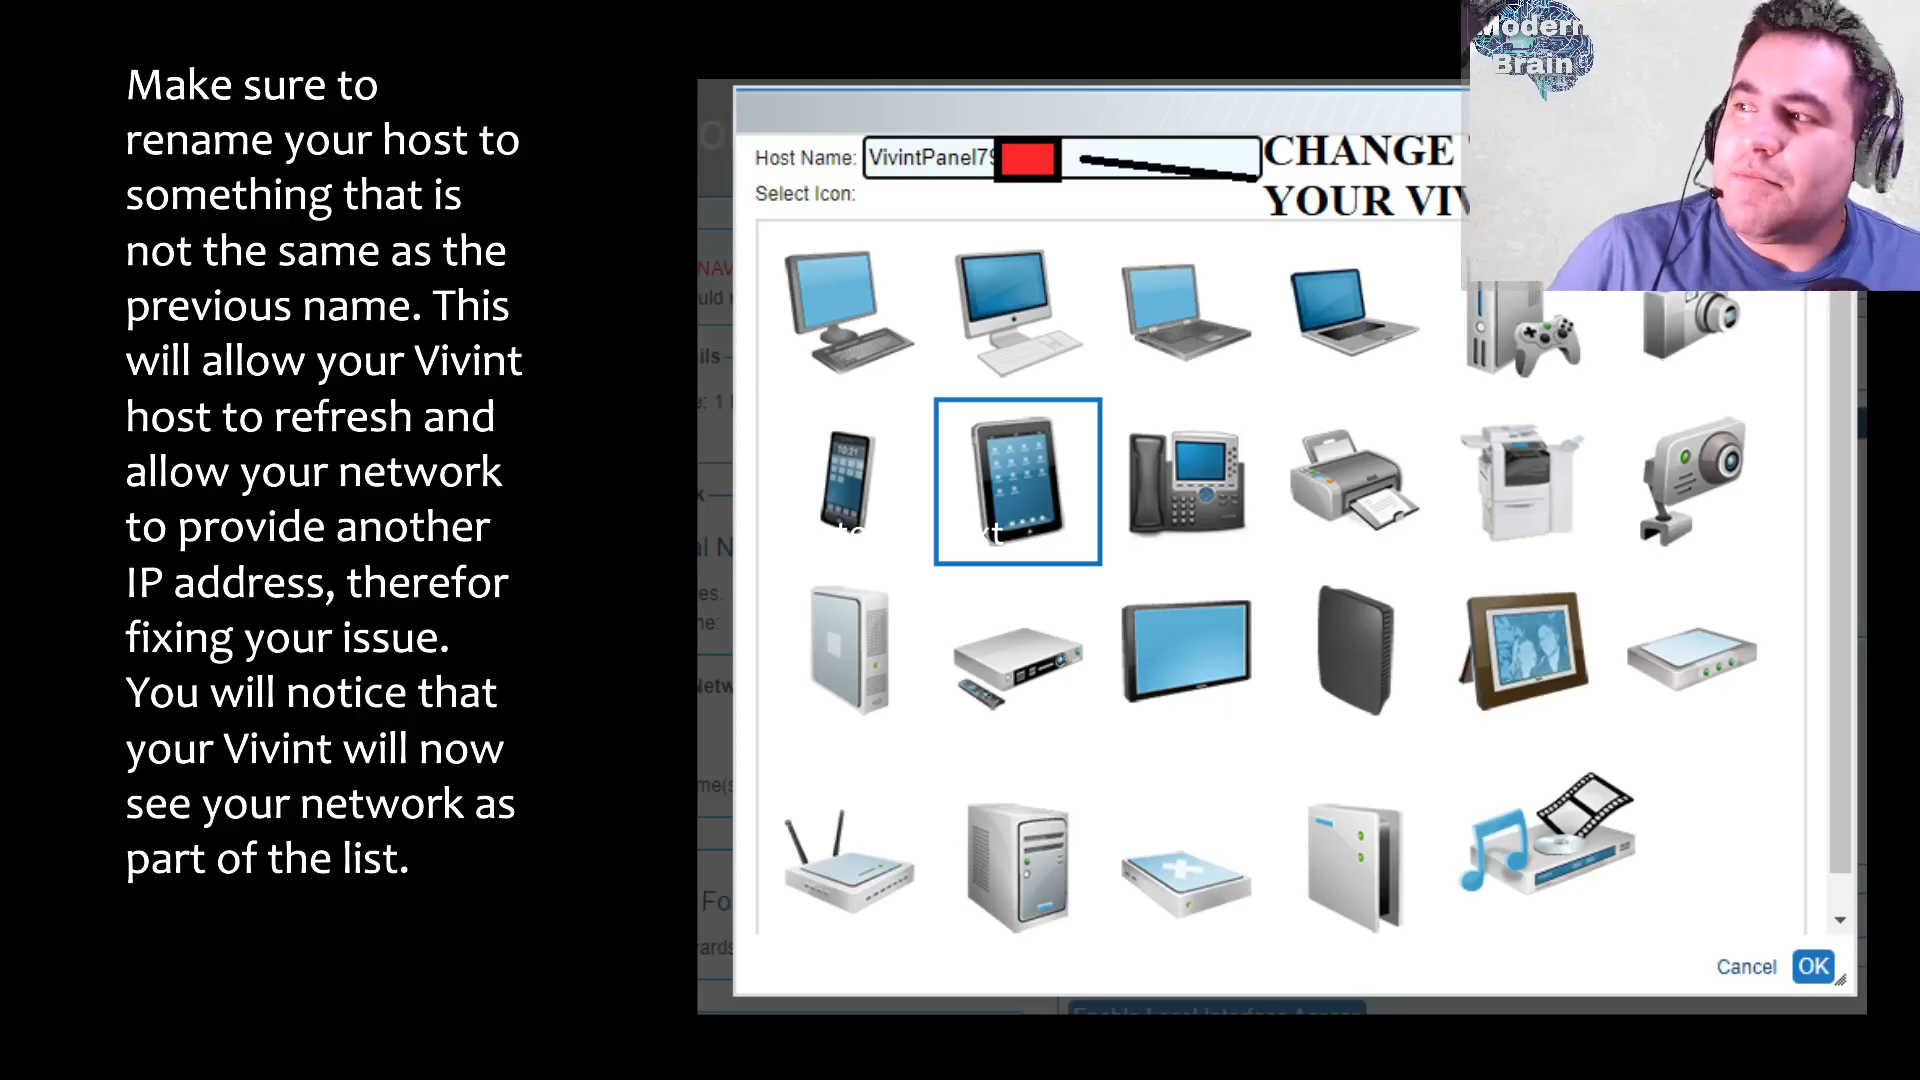 Make sure to
rename your host to
something that is
not the same as the
previous name. This
will allow your Vivint
host to refresh and
allow your network
to provide another
IP address, therefor
fixing your issue.
You will notice that
your Vivint will now
see your network as
part of the list.
Modern
Brain
Host Name: VivintPanel79
CHANGE
Select Icon:
YOUR VIV
Cancel OK